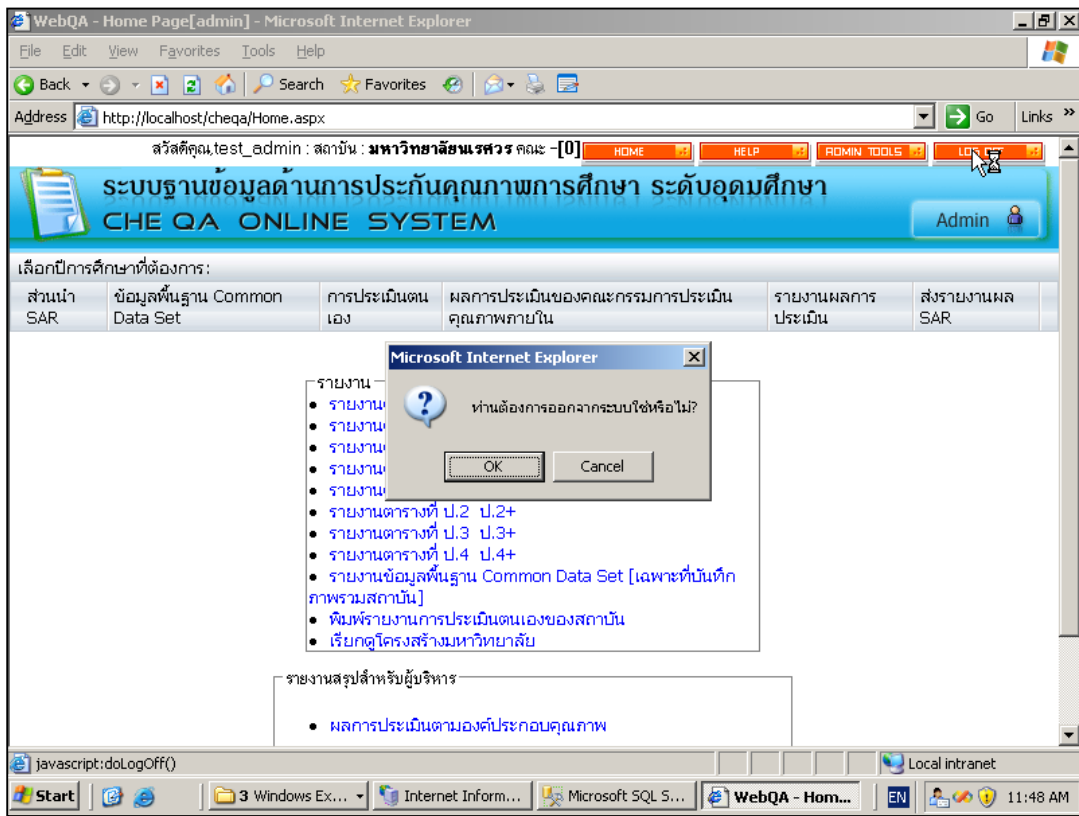 WebQA - Home Page[admin] - Microsoft Internet Explorer
File Edit View Favorites Tools Help
Back Search Favorites
Address http://localhost/cheqa/Home.aspx Go Links »
สวัสดีคุณ,test_admin : สถาบัน : มหาวิทยาลัยนเรศวร คณะ -[0] HOME HELP ADMIN TOOLS
ระบบฐานข้อมูลด้านการประกันคุณภาพการศึกษา ระดับอุดมศึกษา
CHE QA ONLINE SYSTEM
Admin
เลือกปีการศึกษาที่ต้องการ :
ส่วนนำ SAR
ข้อมูลพื้นฐาน Common Data Set
การประเมินตนเอง
ผลการประเมินของคณะกรรมการประเมินคุณภาพภายใน
รายงานผลการประเมิน
ส่งรายงานผล SAR
Microsoft Internet Explorer
ท่านต้องการออกจากระบบใช่หรือไม่?
OK Cancel
รายงาน
รายงาน
รายงาน
รายงาน
รายงาน
รายงาน
รายงานตารางที่ ป.2 ป.2+
รายงานตารางที่ ป.3 ป.3+
รายงานตารางที่ ป.4 ป.4+
รายงานข้อมูลพื้นฐาน Common Data Set [เฉพาะที่บันทึก
ภาพรวมสถาบัน]
พิมพ์รายงานการประเมินตนเองของสถาบัน
เรียกดูโครงสร้างมหาวิทยาลัย
รายงานสรุปสำหรับผู้บริหาร
ผลการประเมินตามองค์ประกอบคุณภาพ
javascript:doLogOff() Local intranet
Start 3 Windows Ex... Internet Inform... Microsoft SQL S... WebQA - Hom... EN 11:48 AM